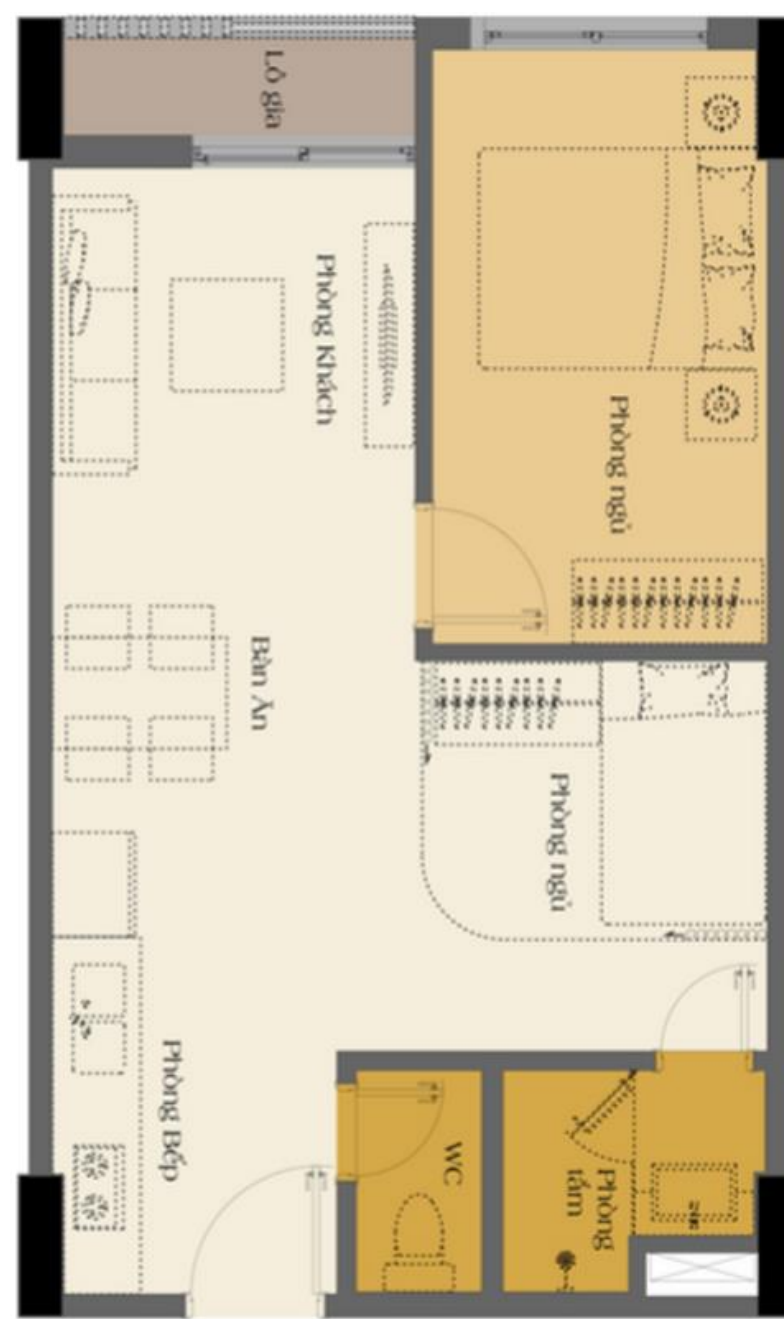 Lô gia
Phòng Khách
Phòng ngủ
Bàn Ăn
Phòng ngủ
Phòng Bếp
WC
Phòng
tắm